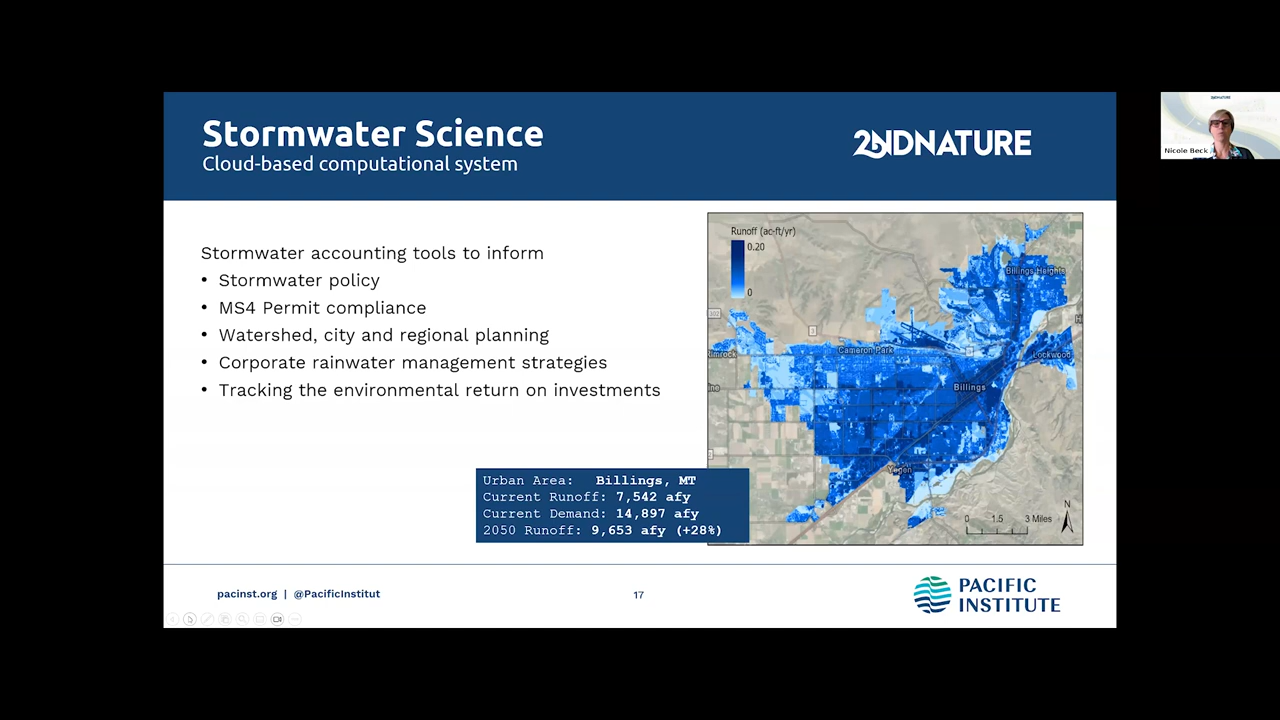 Stormwater Science
Cloud-based computational system
2NDNATURE
Nicole Beck
Stormwater accounting tools to inform
• Stormwater policy
• MS4 Permit compliance
• Watershed, city and regional planning
• Corporate rainwater management strategies
• Tracking the environmental return on investments
Runoff (ac-ft/yr)
0.20
0
Billings Heights
302
3
Rimrock
Cameron Park
Lockwood
Billings
Urban Area: Billings, MT
Current Runoff: 7,542 afy
Current Demand: 14,897 afy
2050 Runoff: 9,653 afy (+28%)
N
0 1.5 3 Miles
pacinst.org | @PacificInstitut
17
PACIFIC
INSTITUTE